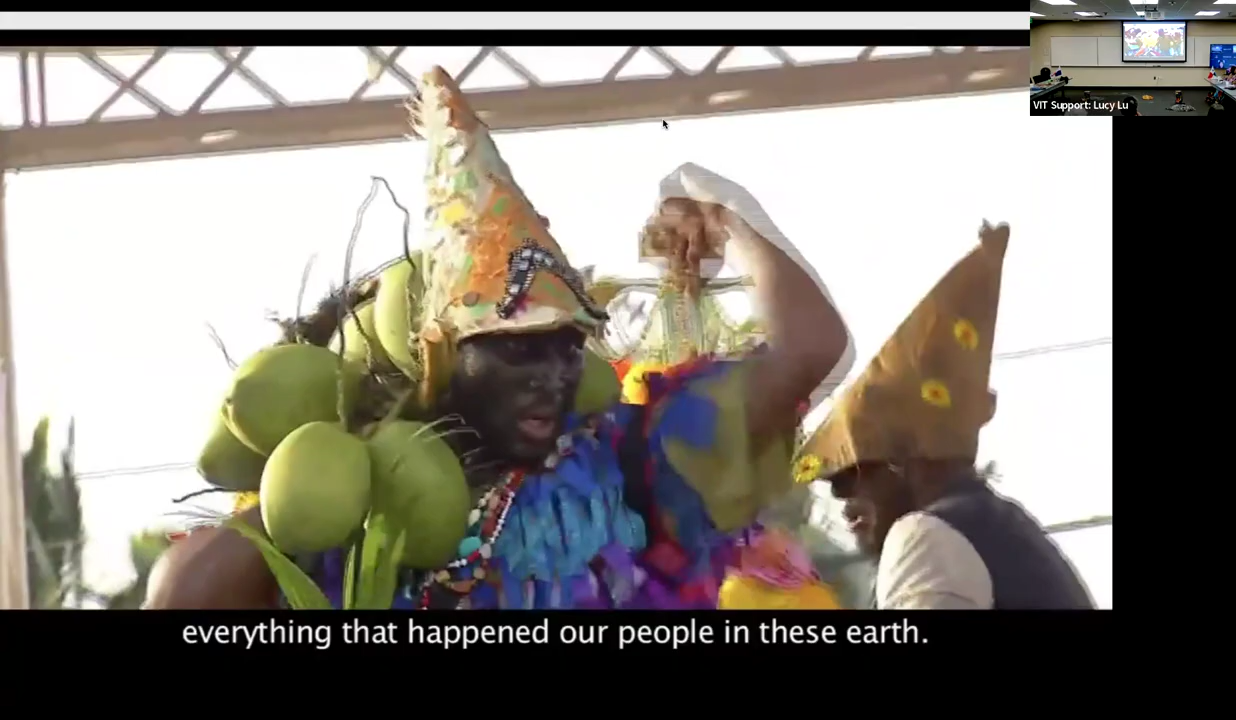 VIT Support: Lucy Lu
everything that happened our people in these earth.